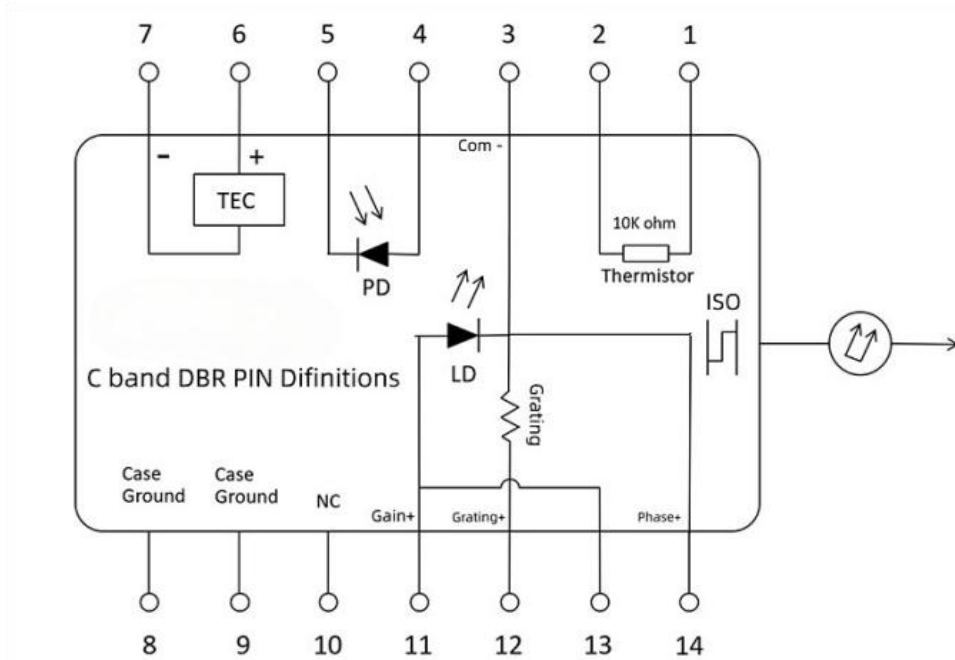 7 6 5 4 3 2 1
Com -
- +
TEC
10K ohm
Thermistor
PD
ISO
LD
C band DBR PIN Difinitions
Grating
Case
Ground
Case
Ground
NC
Gain+
Grating+
Phase+
8 9 10 11 12 13 14